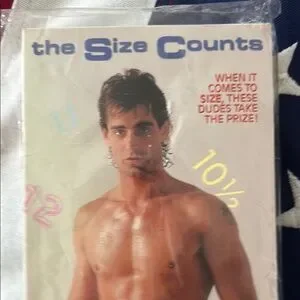 the Size Counts
WHEN IT
COMES TO
SIZE, THESE
DUDES TAKE
THE PRIZE!
10½
12